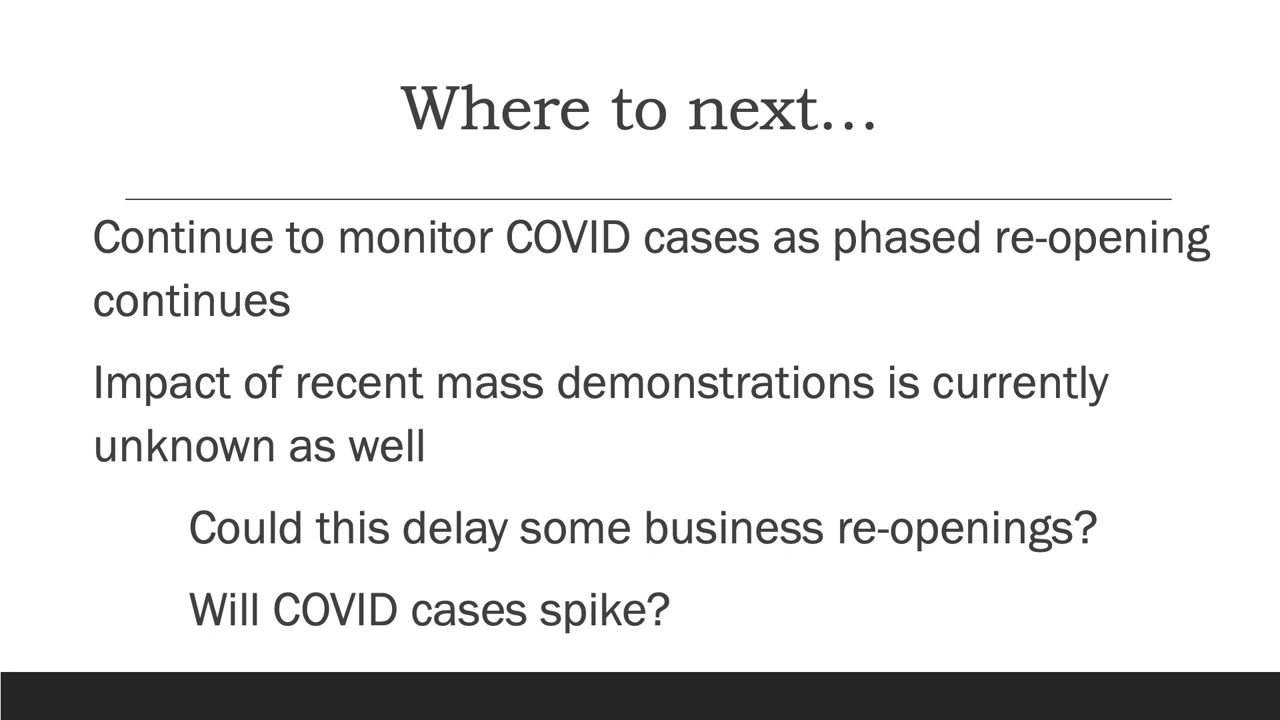 Where to next…
Continue to monitor COVID cases as phased re-opening
continues
Impact of recent mass demonstrations is currently
unknown as well
Could this delay some business re-openings?
Will COVID cases spike?